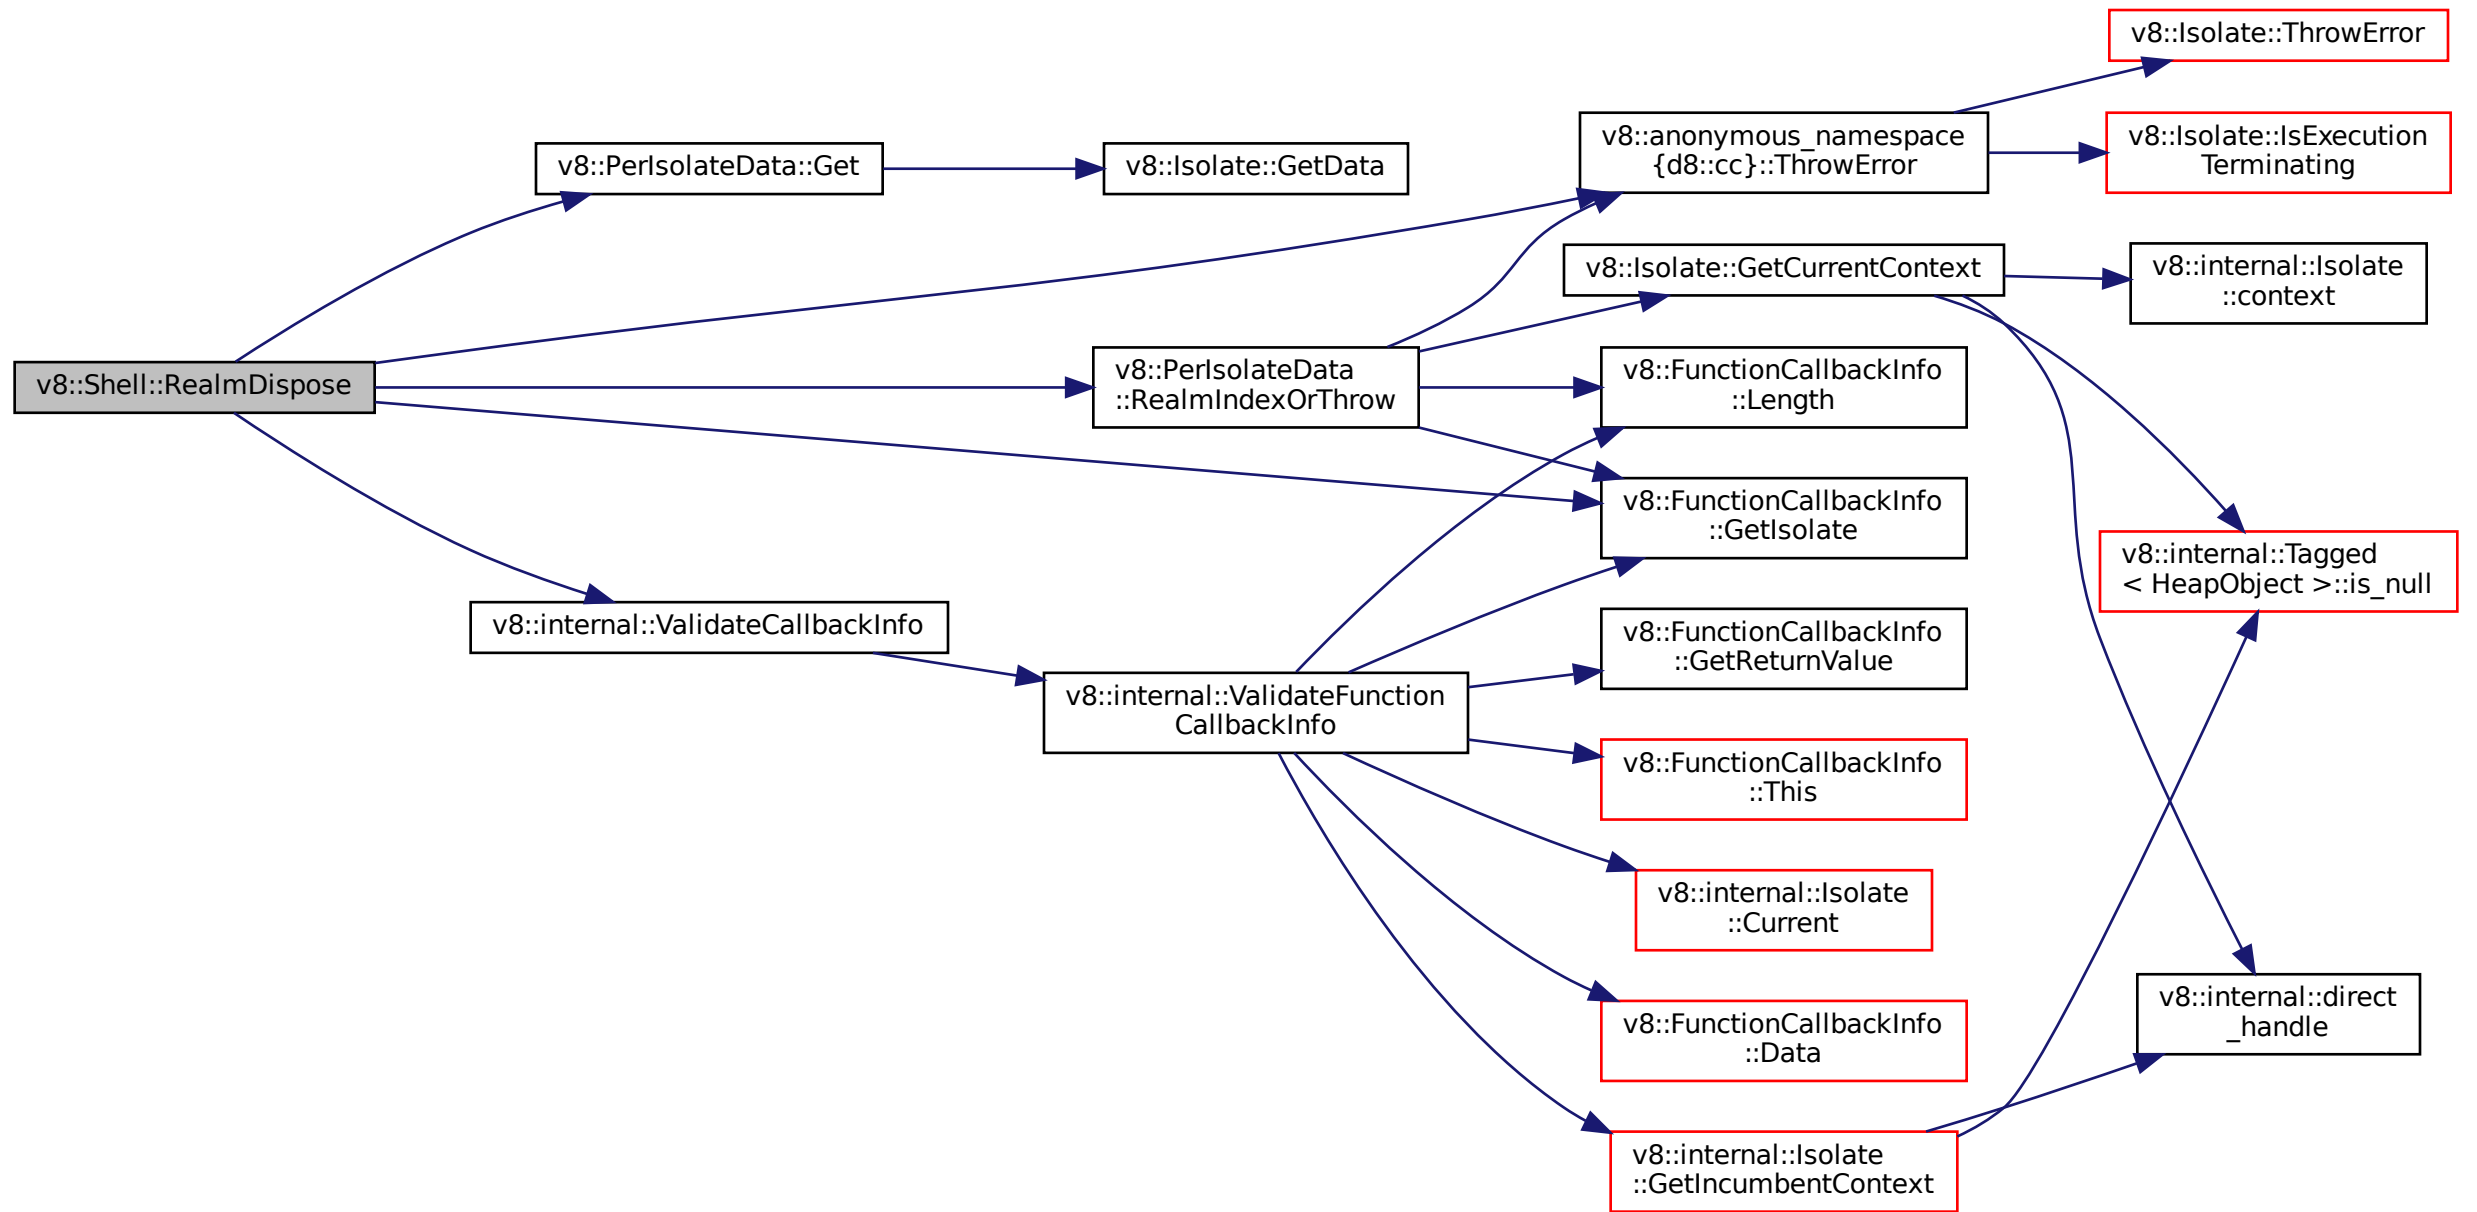 v8::Shell::RealmDispose
v8::PerIsolateData::Get
v8::Isolate::GetData
v8::anonymous_namespace
{d8::cc}::ThrowError
v8::Isolate::ThrowError
v8::Isolate::IsExecution
Terminating
v8::PerIsolateData
::RealmIndexOrThrow
v8::Isolate::GetCurrentContext
v8::internal::Isolate
::context
v8::FunctionCallbackInfo
::Length
v8::FunctionCallbackInfo
::GetIsolate
v8::internal::Tagged
< HeapObject >::is_null
v8::internal::ValidateCallbackInfo
v8::internal::ValidateFunction
CallbackInfo
v8::FunctionCallbackInfo
::GetReturnValue
v8::FunctionCallbackInfo
::This
v8::internal::Isolate
::Current
v8::FunctionCallbackInfo
::Data
v8::internal::direct
_handle
v8::internal::Isolate
::GetIncumbentContext